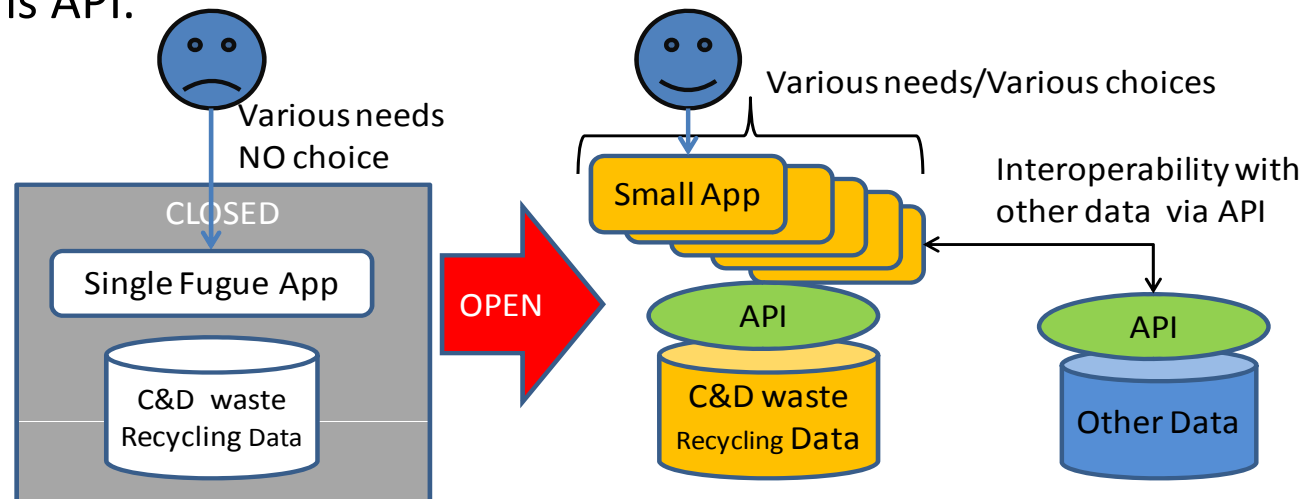 is API.
Various needs
NO choice
CLOSED
Single Fugue App
C&D waste
Recycling Data
OPEN
Various needs/Various choices
Small App
API
C&D waste
Recycling Data
Interoperability with
other data via API
API
Other Data